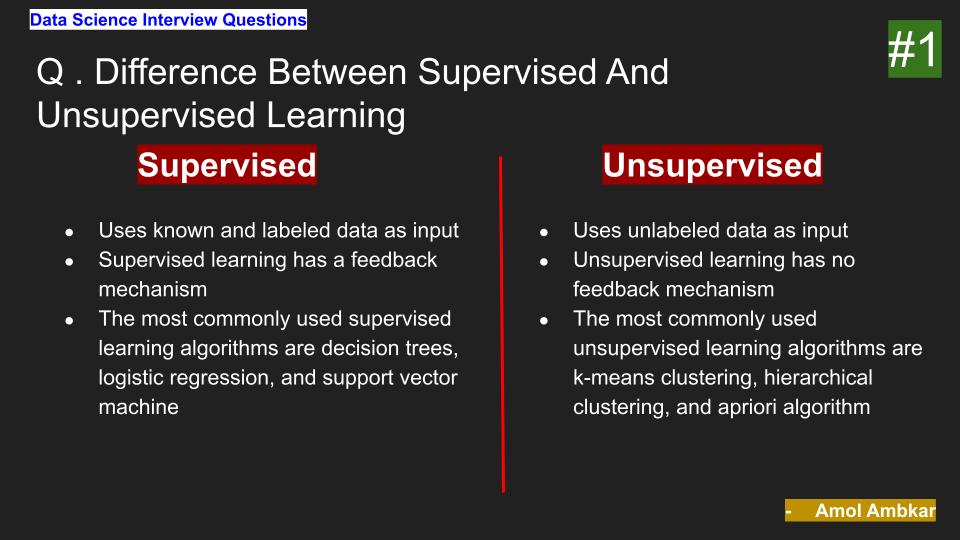 Data Science Interview Questions
#1
Q . Difference Between Supervised And
Unsupervised Learning
Supervised
● Uses known and labeled data as input
● Supervised learning has a feedback
mechanism
● The most commonly used supervised
learning algorithms are decision trees,
logistic regression, and support vector
machine
Unsupervised
● Uses unlabeled data as input
● Unsupervised learning has no
feedback mechanism
● The most commonly used
unsupervised learning algorithms are
k-means clustering, hierarchical
clustering, and apriori algorithm
- Amol Ambkar